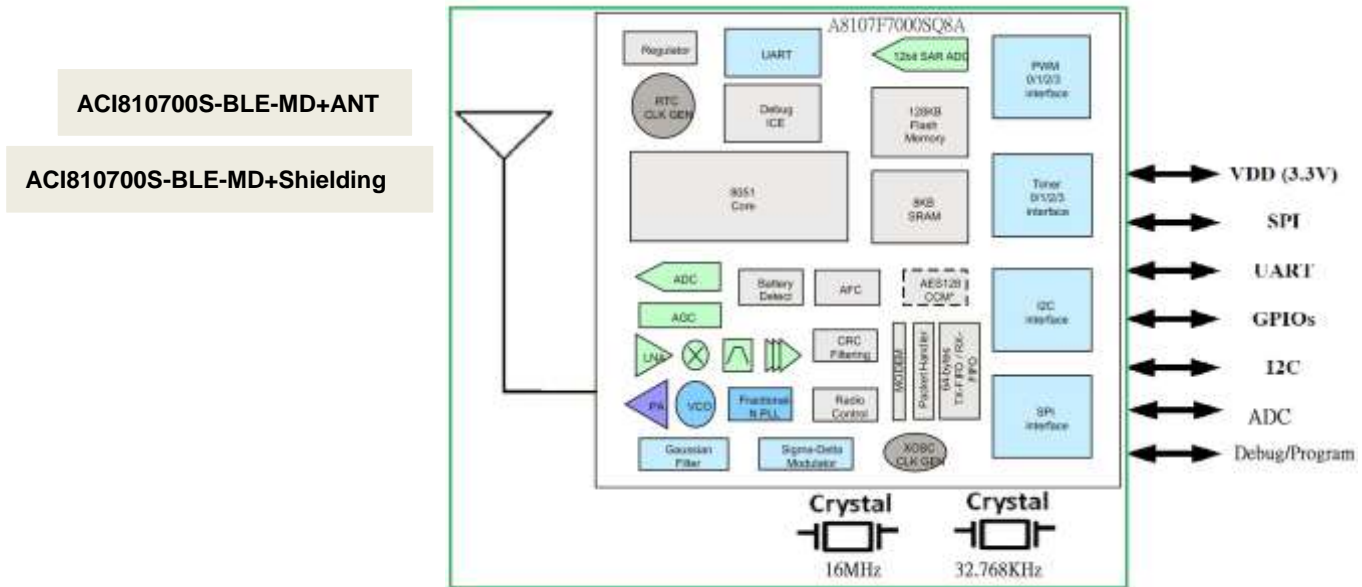 A8107F7000SQ8A
ACI810700S-BLE-MD+ANT
ACI810700S-BLE-MD+Shielding
Regulator
UART
12bit SAR ADC
PWM
0/1/2/3
interface
RTC
CLK GEN
Debug
ICE
128KB
Flash
Memory
8051
Core
8KB
SRAM
Timer
0/1/2/3
interface
ADC
Battery
Detect
AFC
AES128
CCM*
I2C
interface
AGC
LNA
CRC
Filtering
MODEM
Packet Handler
64-bytes
TX-FIFO / RX-
FIFO
PA
VCO
Fractional-
N PLL
Radio
Control
SPI
interface
Gaussian
Filter
Sigma-Delta
Modulator
XOSC
CLK GEN
VDD (3.3V)
SPI
UART
GPIOs
I2C
ADC
Debug/Program
Crystal
16MHz
Crystal
32.768KHz